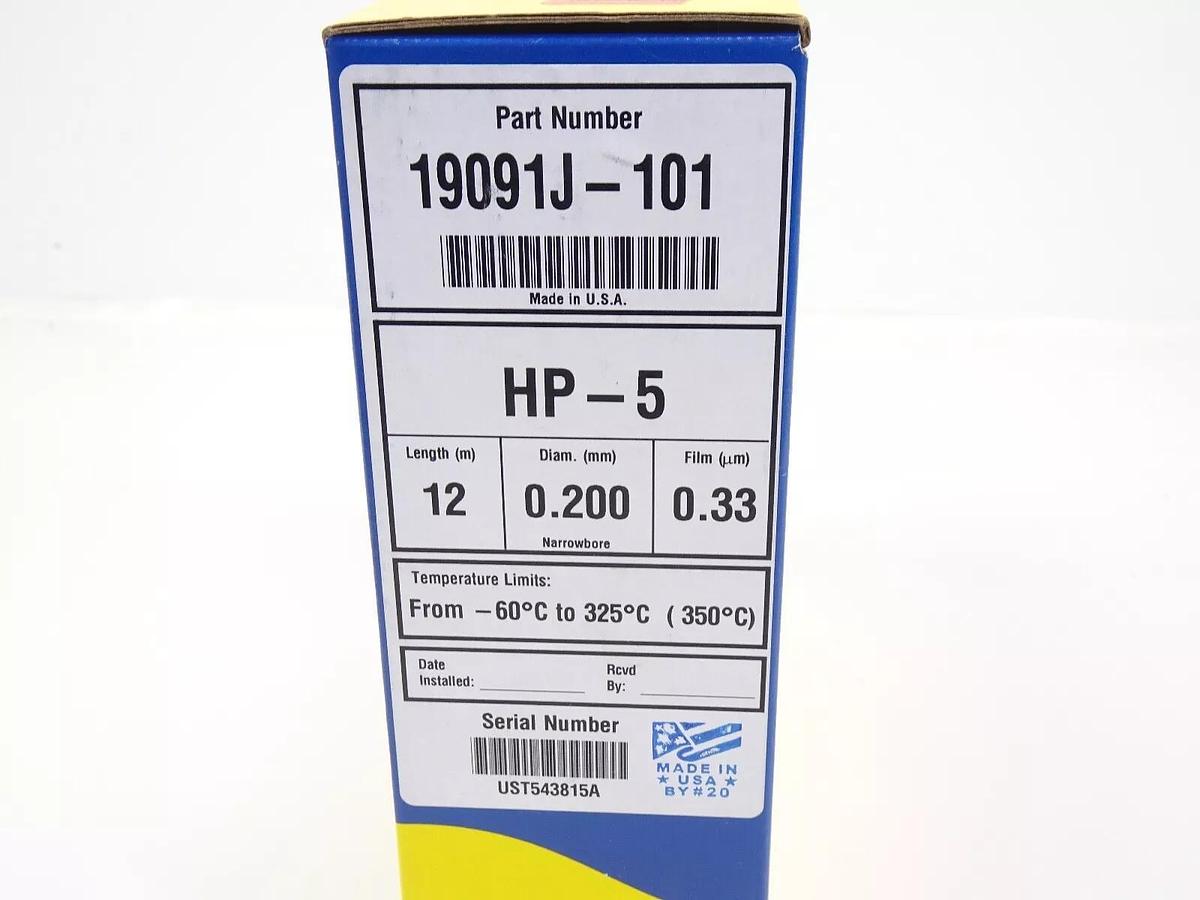 Part Number
19091J–101
Made in U.S.A.
HP–5
Length (m) Diam. (mm) Film (μm)
12 0.200 0.33
Narrowbore
Temperature Limits:
From –60°C to 325°C (350°C)
Date Rcvd
Installed: ____________ By: ____________
Serial Number
UST543815A
MADE IN
★ USA ★
BY#20